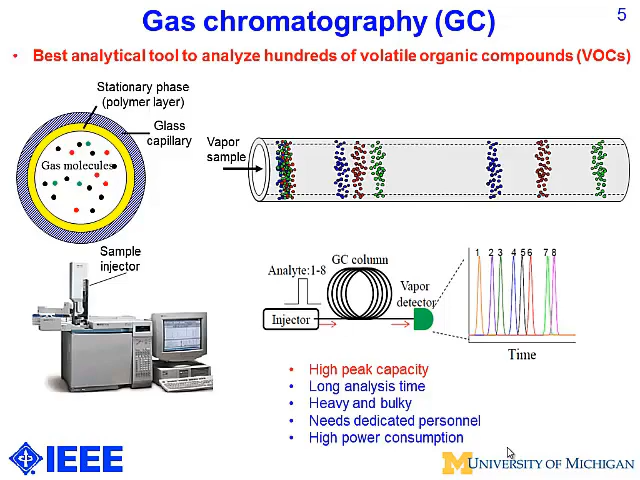 Gas chromatography (GC)
5
• Best analytical tool to analyze hundreds of volatile organic compounds (VOCs)
Stationary phase
(polymer layer)
Glass
capillary
Gas molecules
Vapor
sample
Sample
injector
GC column
Analyte:1-8
Vapor
detector
Injector
1 2 3 4 5 6 7 8
Time
• High peak capacity
• Long analysis time
• Heavy and bulky
• Needs dedicated personnel
• High power consumption
IEEE
M UNIVERSITY OF MICHIGAN